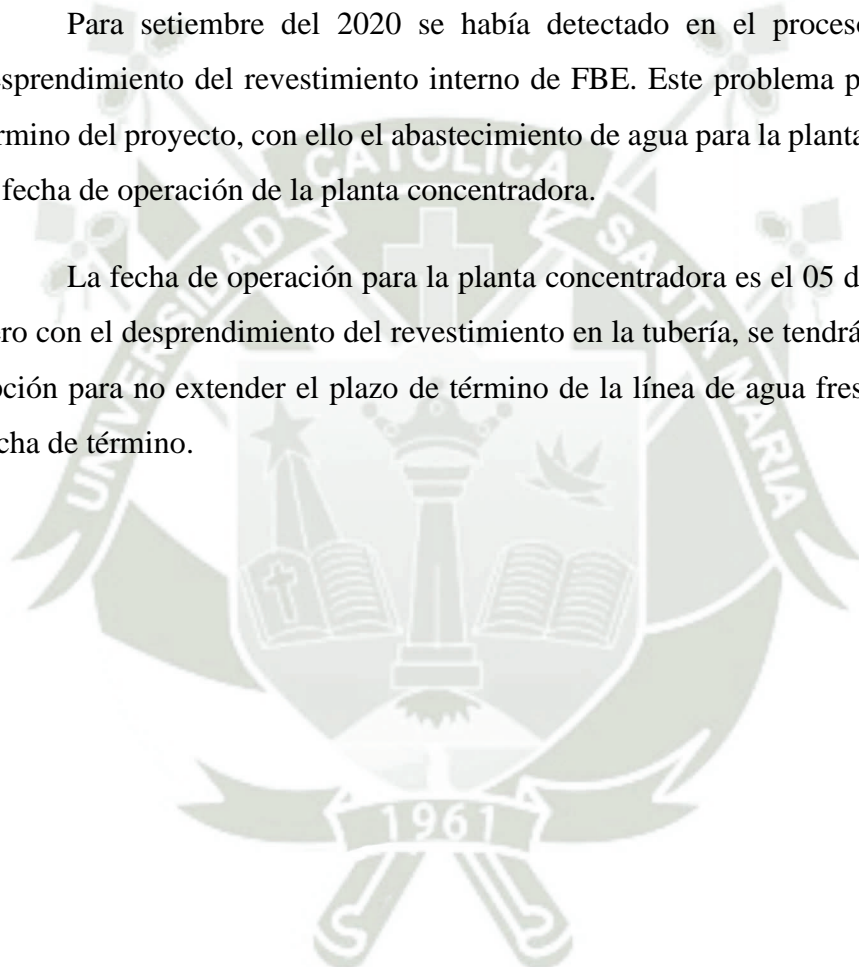 Para setiembre del 2020 se había detectado en el proceso
esprendimiento del revestimiento interno de FBE. Este problema p
rmino del proyecto, con ello el abastecimiento de agua para la planta
fecha de operación de la planta concentradora.
La fecha de operación para la planta concentradora es el 05 d
ero con el desprendimiento del revestimiento en la tubería, se tendrá
pción para no extender el plazo de término de la línea de agua fres
cha de término.
UNIVERSIDAD CATOLICA SANTA MARIA
1961